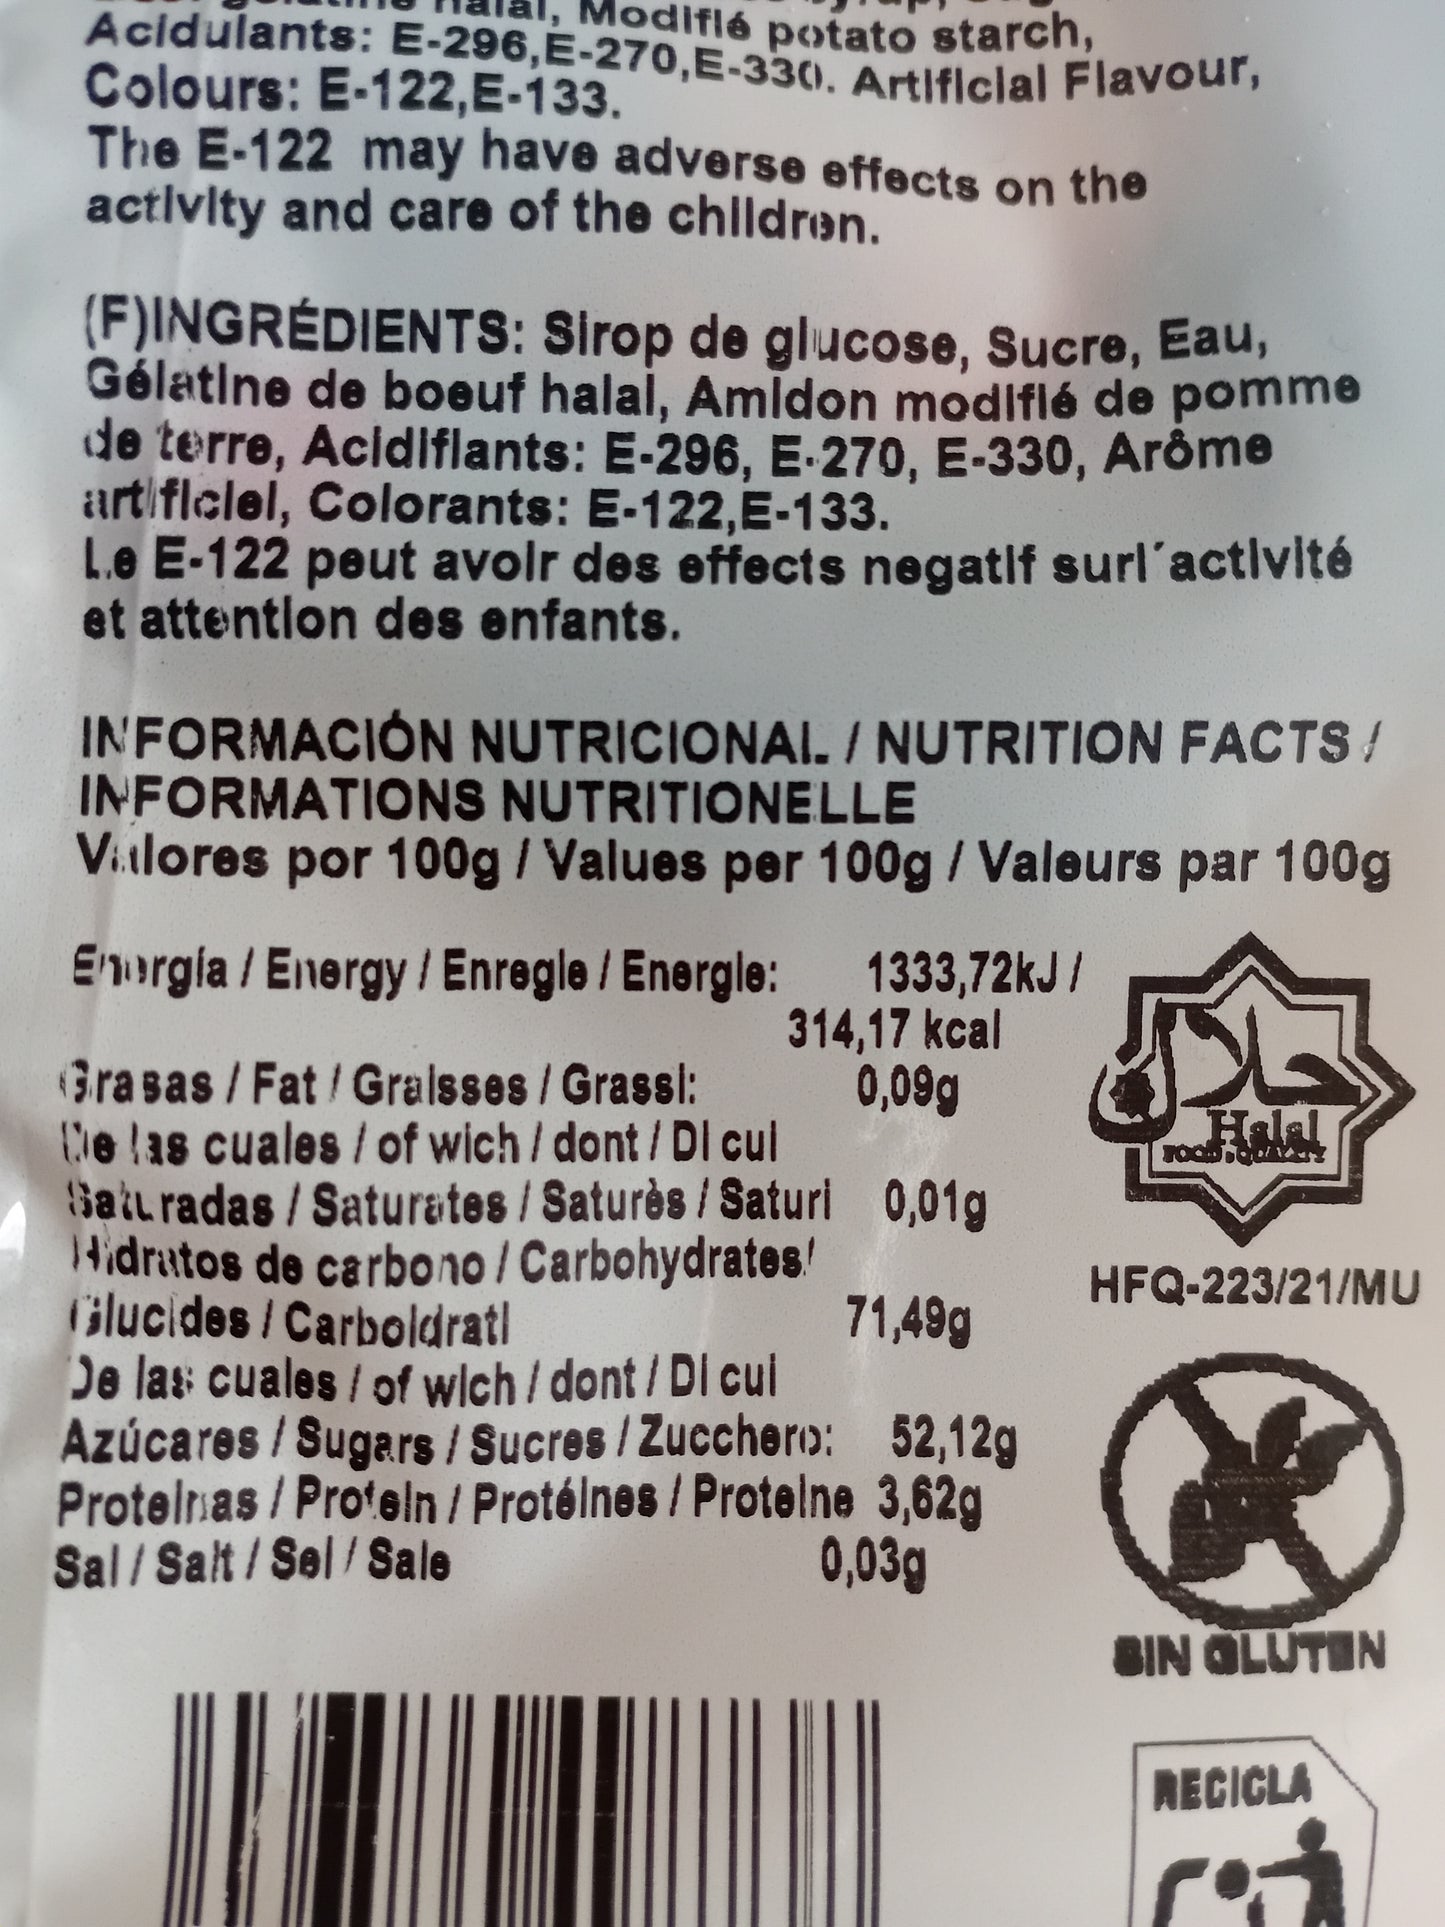 halal, Modifié potato starch,
Acidulants: E-296,E-270,E-330. Artificial Flavour,
Colours: E-122,E-133.
The E-122 may have adverse effects on the
activity and care of the children.
(F)INGRÉDIENTS: Sirop de glucose, Sucre, Eau,
Gélatine de boeuf halal, Amidon modifié de pomme
de terre, Acidifiants: E-296, E-270, E-330, Arôme
artificiel, Colorants: E-122,E-133.
Le E-122 peut avoir des effects negatif surl´activité
et attention des enfants.
INFORMACIÓN NUTRICIONAL / NUTRITION FACTS /
INFORMATIONS NUTRITIONELLE
Valores por 100g / Values per 100g / Valeurs par 100g
Energía / Energy / Enregie / Energie: 1333,72kJ /
314,17 kcal
Grasas / Fat / Graisses / Grassi: 0,09g
De las cuales / of wich / dont / Di cui
Saturadas / Saturates / Saturès / Saturi 0,01g
Hidratos de carbono / Carbohydrates/
Glucides / Carboidrati 71,49g
De las cuales / of wich / dont / Di cui
Azúcares / Sugars / Sucres / Zucchero: 52,12g
Proteinas / Protein / Protéines / Proteine 3,62g
Sal / Salt / Sel / Sale 0,03g
حلال
Halal
FOOD QUALITY
HFQ-223/21/MU
SIN GLUTEN
RECICLA